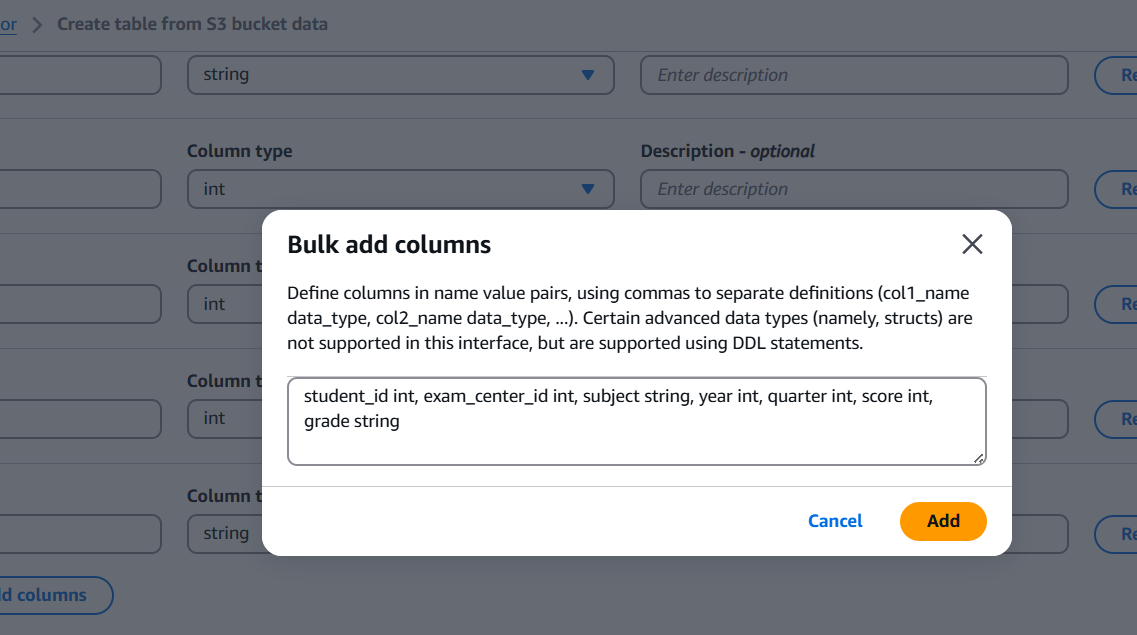 or > Create table from S3 bucket data
string
Enter description
Re
Column type
Description - optional
int
Enter description
Re
Bulk add columns
Define columns in name value pairs, using commas to separate definitions (col1_name
data_type, col2_name data_type, ...). Certain advanced data types (namely, structs) are
not supported in this interface, but are supported using DDL statements.
student_id int, exam_center_id int, subject string, year int, quarter int, score int,
grade string
Cancel
Add
Column t
int
Re
Column t
int
Re
Column t
string
Re
d columns